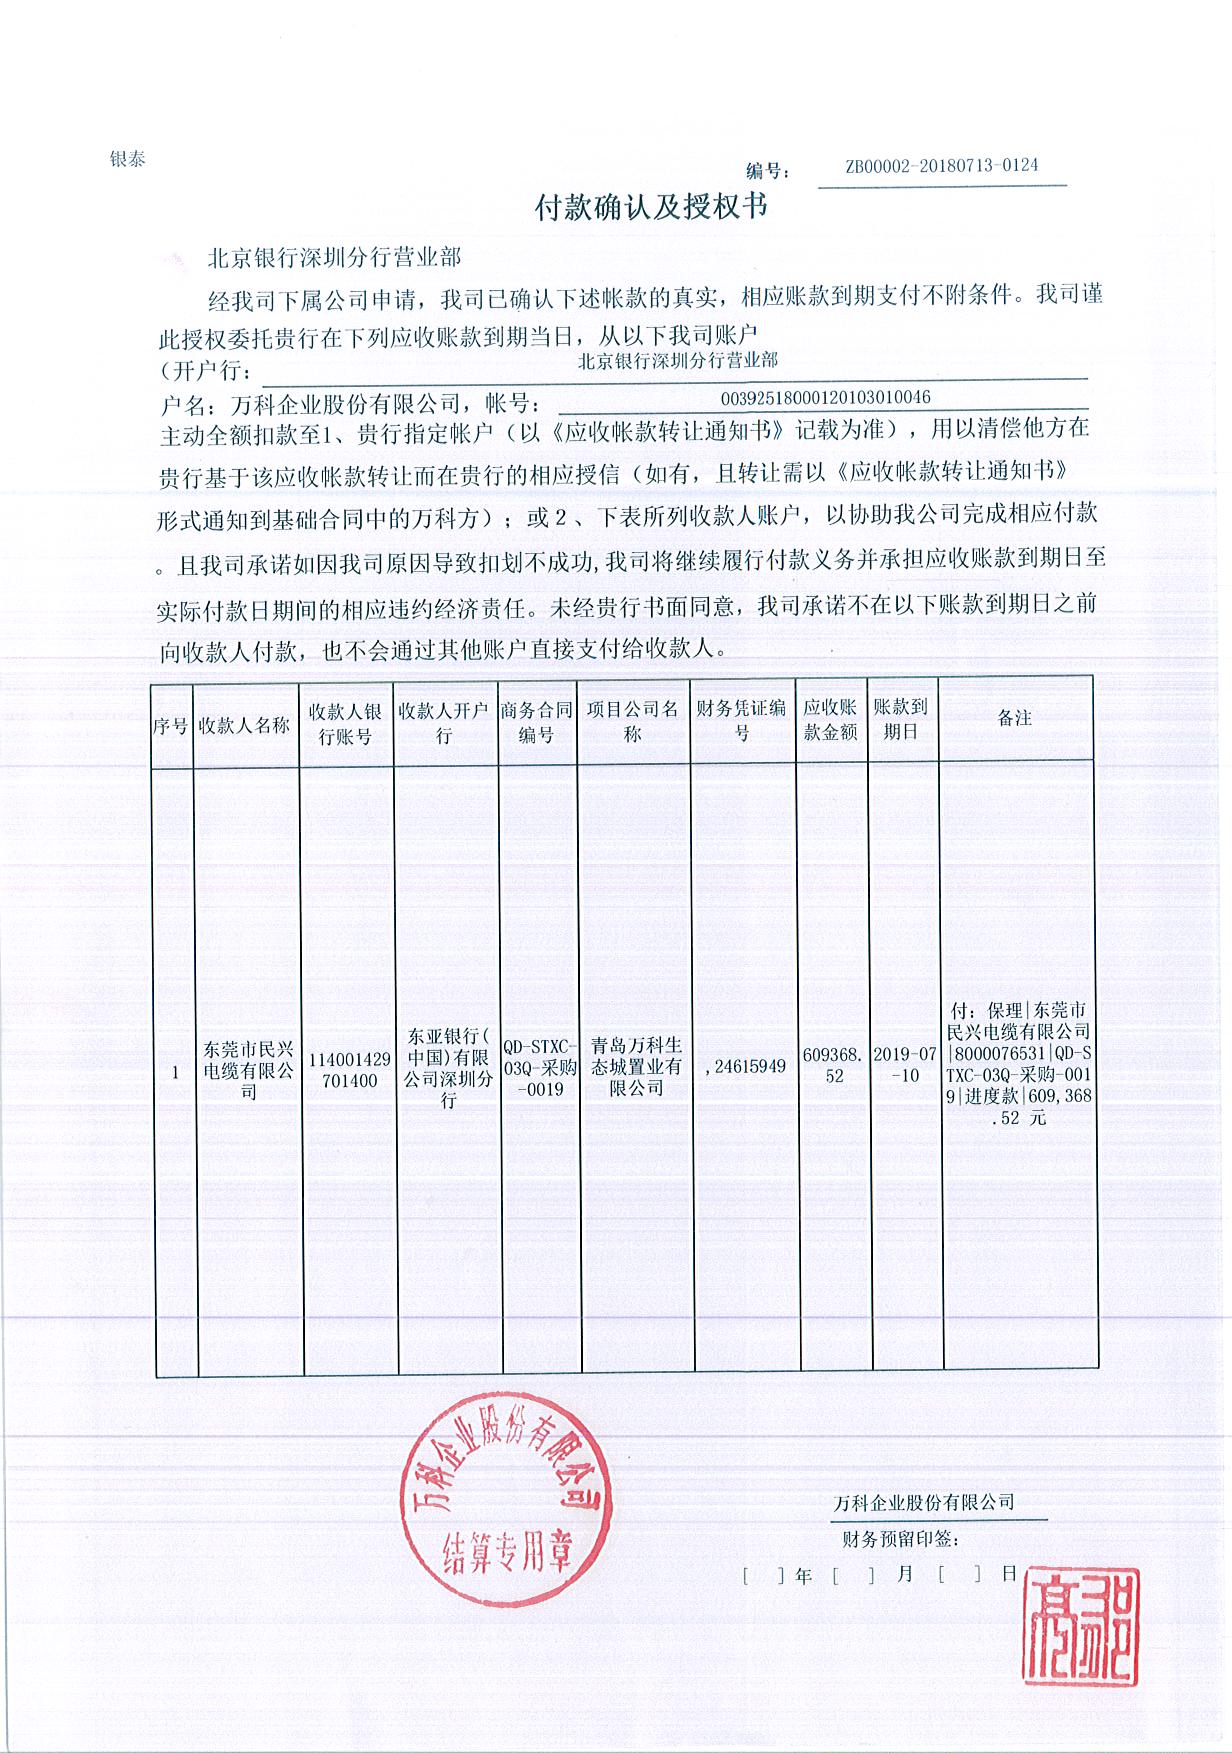 银泰
编号： ZB00002-20180713-0124
付款确认及授权书
北京银行深圳分行营业部
经我司下属公司申请，我司已确认下述帐款的真实，相应账款到期支付不附条件。我司谨
此授权委托贵行在下列应收账款到期当日，从以下我司账户
（开户行： 北京银行深圳分行营业部
户名：万科企业股份有限公司，帐号： 00392518000120103010046
主动全额扣款至1、贵行指定帐户（以《应收帐款转让通知书》记载为准），用以清偿他方在
贵行基于该应收帐款转让而在贵行的相应授信（如有，且转让需以《应收帐款转让通知书》
形式通知到基础合同中的万科方）；或２、下表所列收款人账户，以协助我公司完成相应付款
。且我司承诺如因我司原因导致扣划不成功,我司将继续履行付款义务并承担应收账款到期日至
实际付款日期间的相应违约经济责任。未经贵行书面同意，我司承诺不在以下账款到期日之前
向收款人付款，也不会通过其他账户直接支付给收款人。
序号
收款人名称
收款人银
行账号
收款人开户
行
商务合同
编号
项目公司名
称
财务凭证编
号
应收账
款金额
账款到
期日
备注
1
东莞市民兴
电缆有限公
司
114001429
701400
东亚银行(
中国)有限
公司深圳分
行
QD-STXC-
03Q-采购
-0019
青岛万科生
态城置业有
限公司
,24615949
609368.
52
2019-07
-10
付：保理|东莞市
民兴电缆有限公司
|8000076531|QD-S
TXC-03Q-采购-001
9|进度款|609,368
.52 元
万科企业股份有限公司
结算专用章
万科企业股份有限公司
财务预留印签：
[ ]年 [ ] 月 [ ] 日